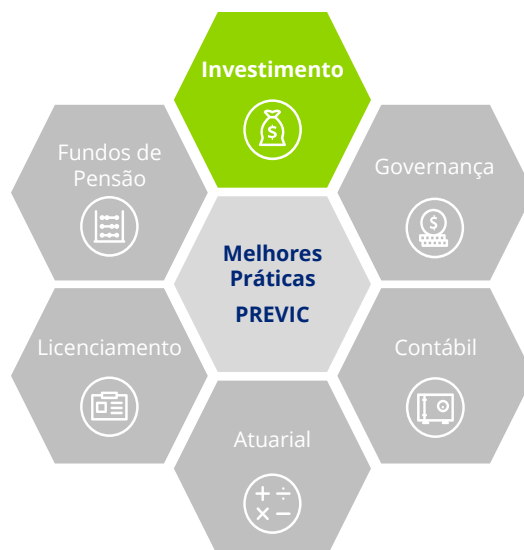 Investimento
Fundos de
Pensão
Governança
Melhores
Práticas
PREVIC
Licenciamento
Contábil
Atuarial